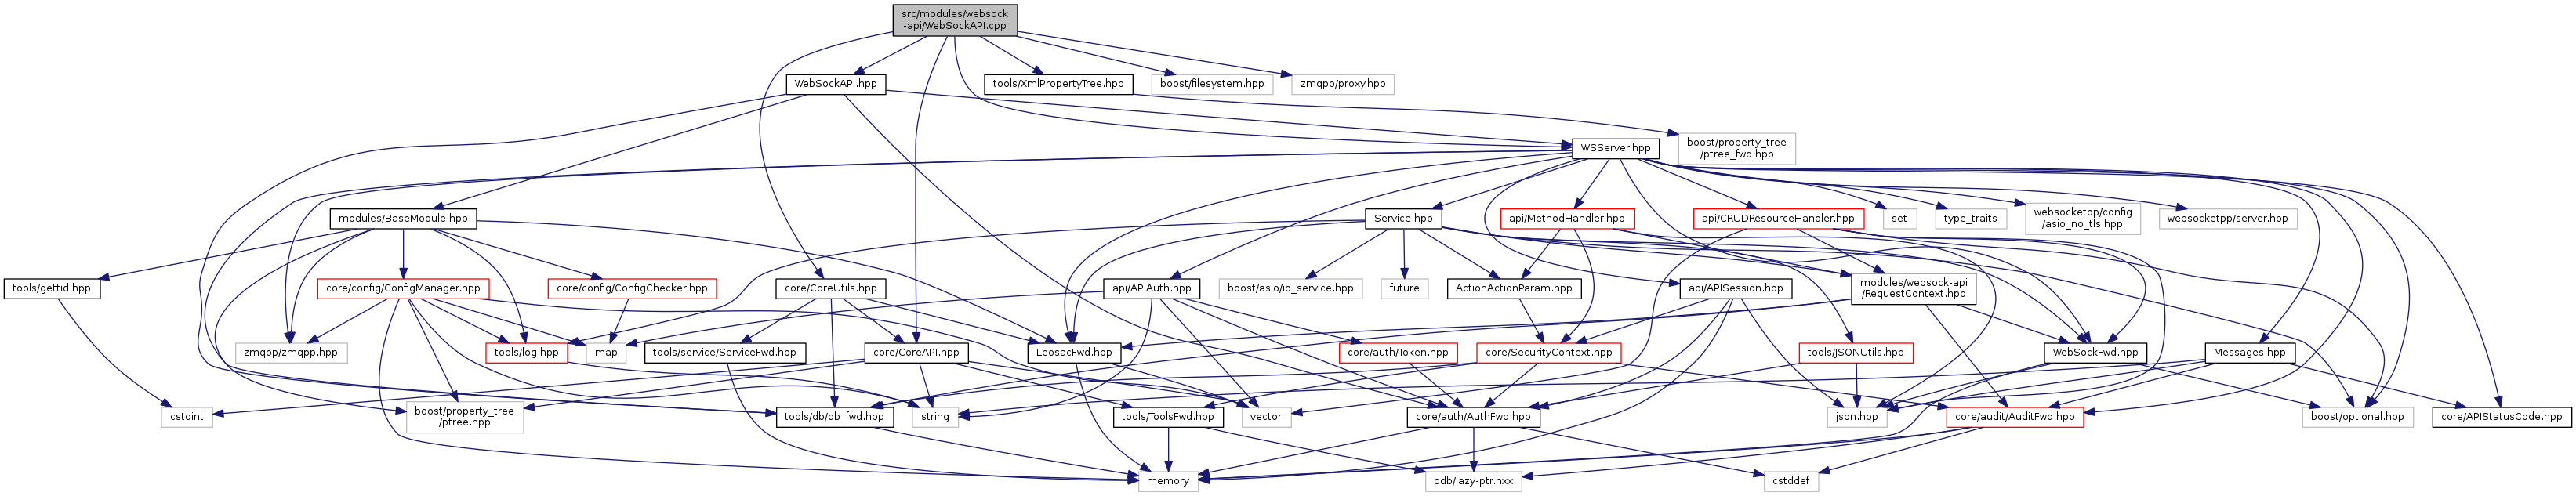 src/modules/websock
-api/WebSockAPI.cpp
WebSockAPI.hpp
tools/XmlPropertyTree.hpp
boost/filesystem.hpp
zmqpp/proxy.hpp
WSServer.hpp
boost/property_tree
/ptree_fwd.hpp
modules/BaseModule.hpp
Service.hpp
api/MethodHandler.hpp
api/CRUDResourceHandler.hpp
set
type_traits
websocketpp/config
/asio_no_tls.hpp
websocketpp/server.hpp
tools/gettid.hpp
core/config/ConfigManager.hpp
core/config/ConfigChecker.hpp
core/CoreUtils.hpp
api/APIAuth.hpp
boost/asio/io_service.hpp
future
ActionActionParam.hpp
api/APISession.hpp
modules/websock-api
/RequestContext.hpp
zmqpp/zmqpp.hpp
tools/log.hpp
map
tools/service/ServiceFwd.hpp
core/CoreAPI.hpp
LeosacFwd.hpp
core/auth/Token.hpp
core/SecurityContext.hpp
tools/JSONUtils.hpp
WebSockFwd.hpp
Messages.hpp
cstdint
boost/property_tree
/ptree.hpp
tools/db/db_fwd.hpp
string
tools/ToolsFwd.hpp
vector
core/auth/AuthFwd.hpp
json.hpp
core/audit/AuditFwd.hpp
boost/optional.hpp
core/APIStatusCode.hpp
memory
odb/lazy-ptr.hxx
cstddef